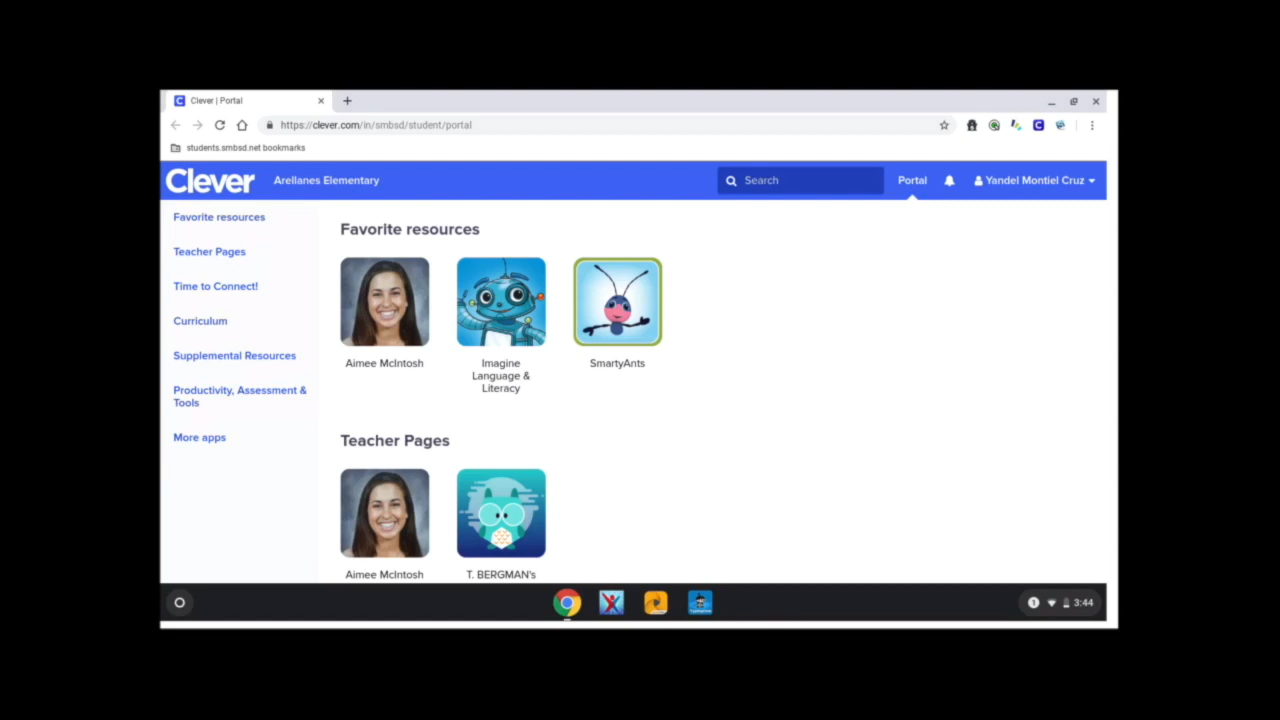 Clever | Portal
https://clever.com/in/smbsd/student/portal
students.smbsd.net bookmarks
Clever
Arellanes Elementary
Search
Portal
Yandel Montiel Cruz
Favorite resources
Teacher Pages
Time to Connect!
Curriculum
Supplemental Resources
Productivity, Assessment &
Tools
More apps
Favorite resources
Aimee McIntosh
Imagine
Language &
Literacy
SmartyAnts
Teacher Pages
Aimee McIntosh
T. BERGMAN's
1
3:44